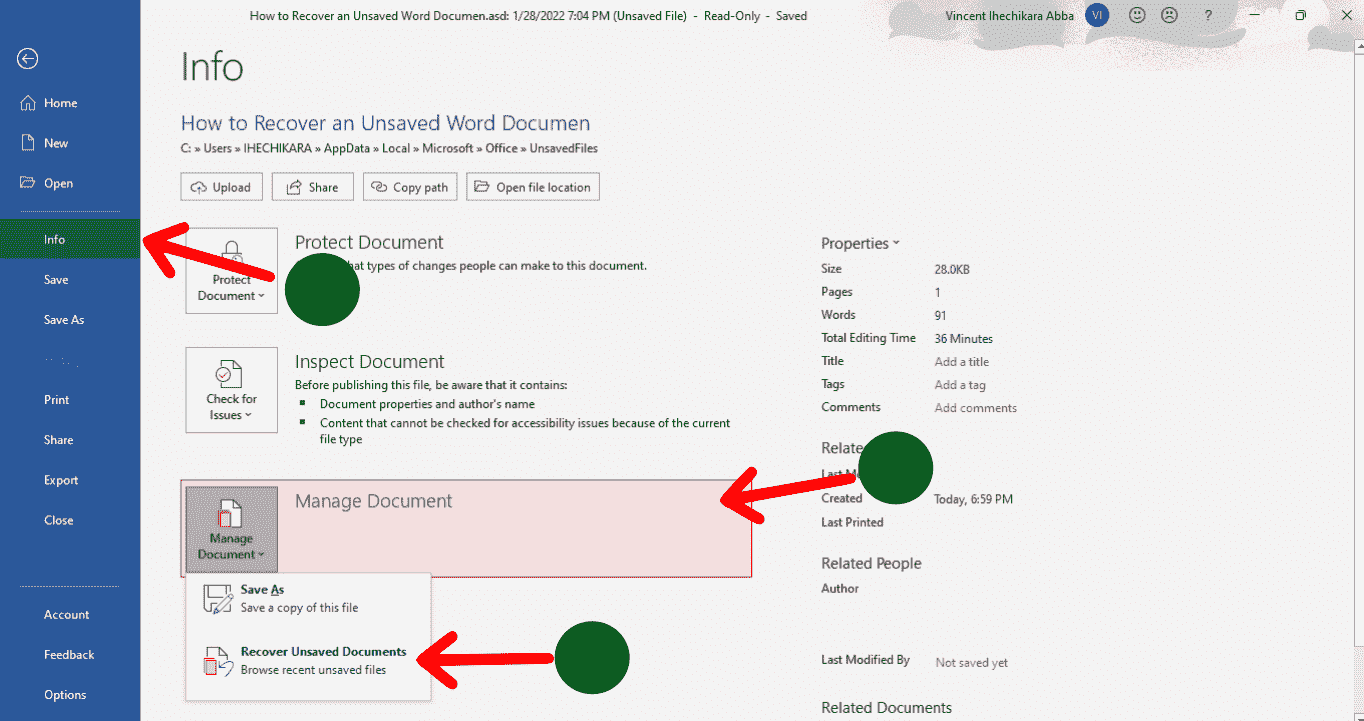 How to Recover an Unsaved Word Documen.asd: 1/28/2022 7:04 PM (Unsaved File) - Read-Only - Saved
Vincent Ihechikara Abba VI ?
Home
New
Open
Info
Save
Save As
Print
Share
Export
Close
Account
Feedback
Options
Info
How to Recover an Unsaved Word Documen
C: » Users » IHECHIKARA » AppData » Local » Microsoft » Office » UnsavedFiles
Upload Share Copy path Open file location
Protect Document
Protect Document
that types of changes people can make to this document.
Check for Issues
Inspect Document
Before publishing this file, be aware that it contains:
Document properties and author's name
Content that cannot be checked for accessibility issues because of the current
file type
Manage Document
Manage Document
Save As
Save a copy of this file
Recover Unsaved Documents
Browse recent unsaved files
Properties
Size 28.0KB
Pages 1
Words 91
Total Editing Time 36 Minutes
Title Add a title
Tags Add a tag
Comments Add comments
Last
Created Today, 6:59 PM
Last Printed
Related People
Author
Last Modified By Not saved yet
Related Documents